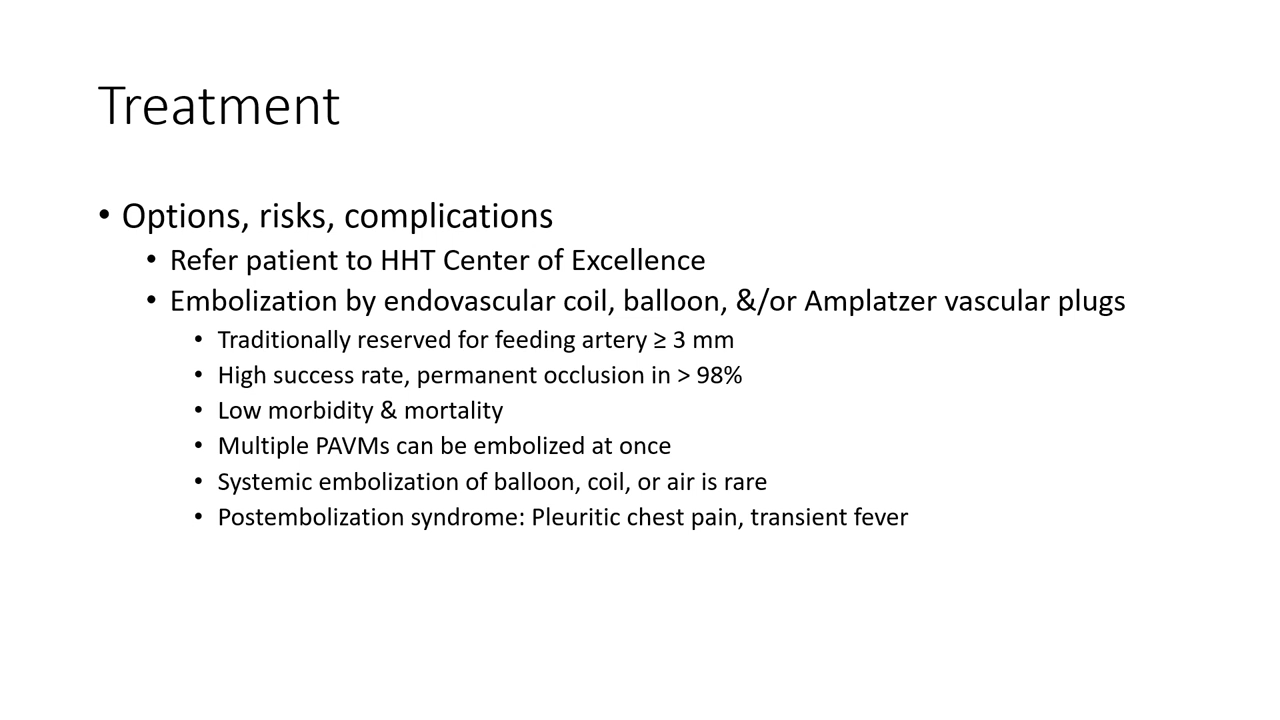 Treatment
• Options, risks, complications
• Refer patient to HHT Center of Excellence
• Embolization by endovascular coil, balloon, &/or Amplatzer vascular plugs
• Traditionally reserved for feeding artery ≥ 3 mm
• High success rate, permanent occlusion in > 98%
• Low morbidity & mortality
• Multiple PAVMs can be embolized at once
• Systemic embolization of balloon, coil, or air is rare
• Postembolization syndrome: Pleuritic chest pain, transient fever